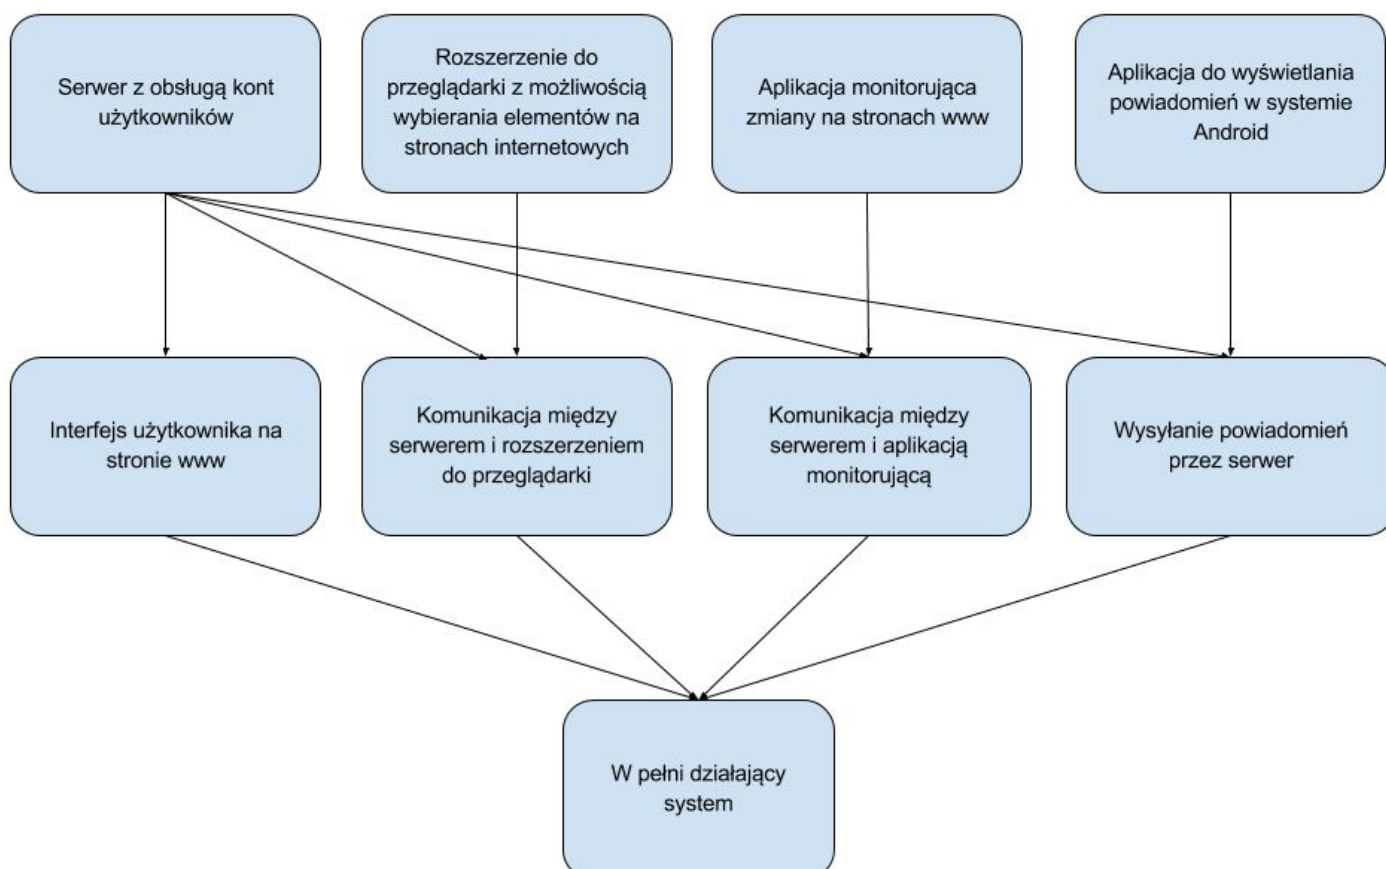 Serwer z obsługą kont
użytkowników
Rozszerzenie do
przeglądarki z możliwością
wybierania elementów na
stronach internetowych
Aplikacja monitorująca
zmiany na stronach www
Aplikacja do wyświetlania
powiadomień w systemie
Android
Interfejs użytkownika na
stronie www
Komunikacja między
serwerem i rozszerzeniem
do przeglądarki
Komunikacja między
serwerem i aplikacją
monitorującą
Wysyłanie powiadomień
przez serwer
W pełni działający
system